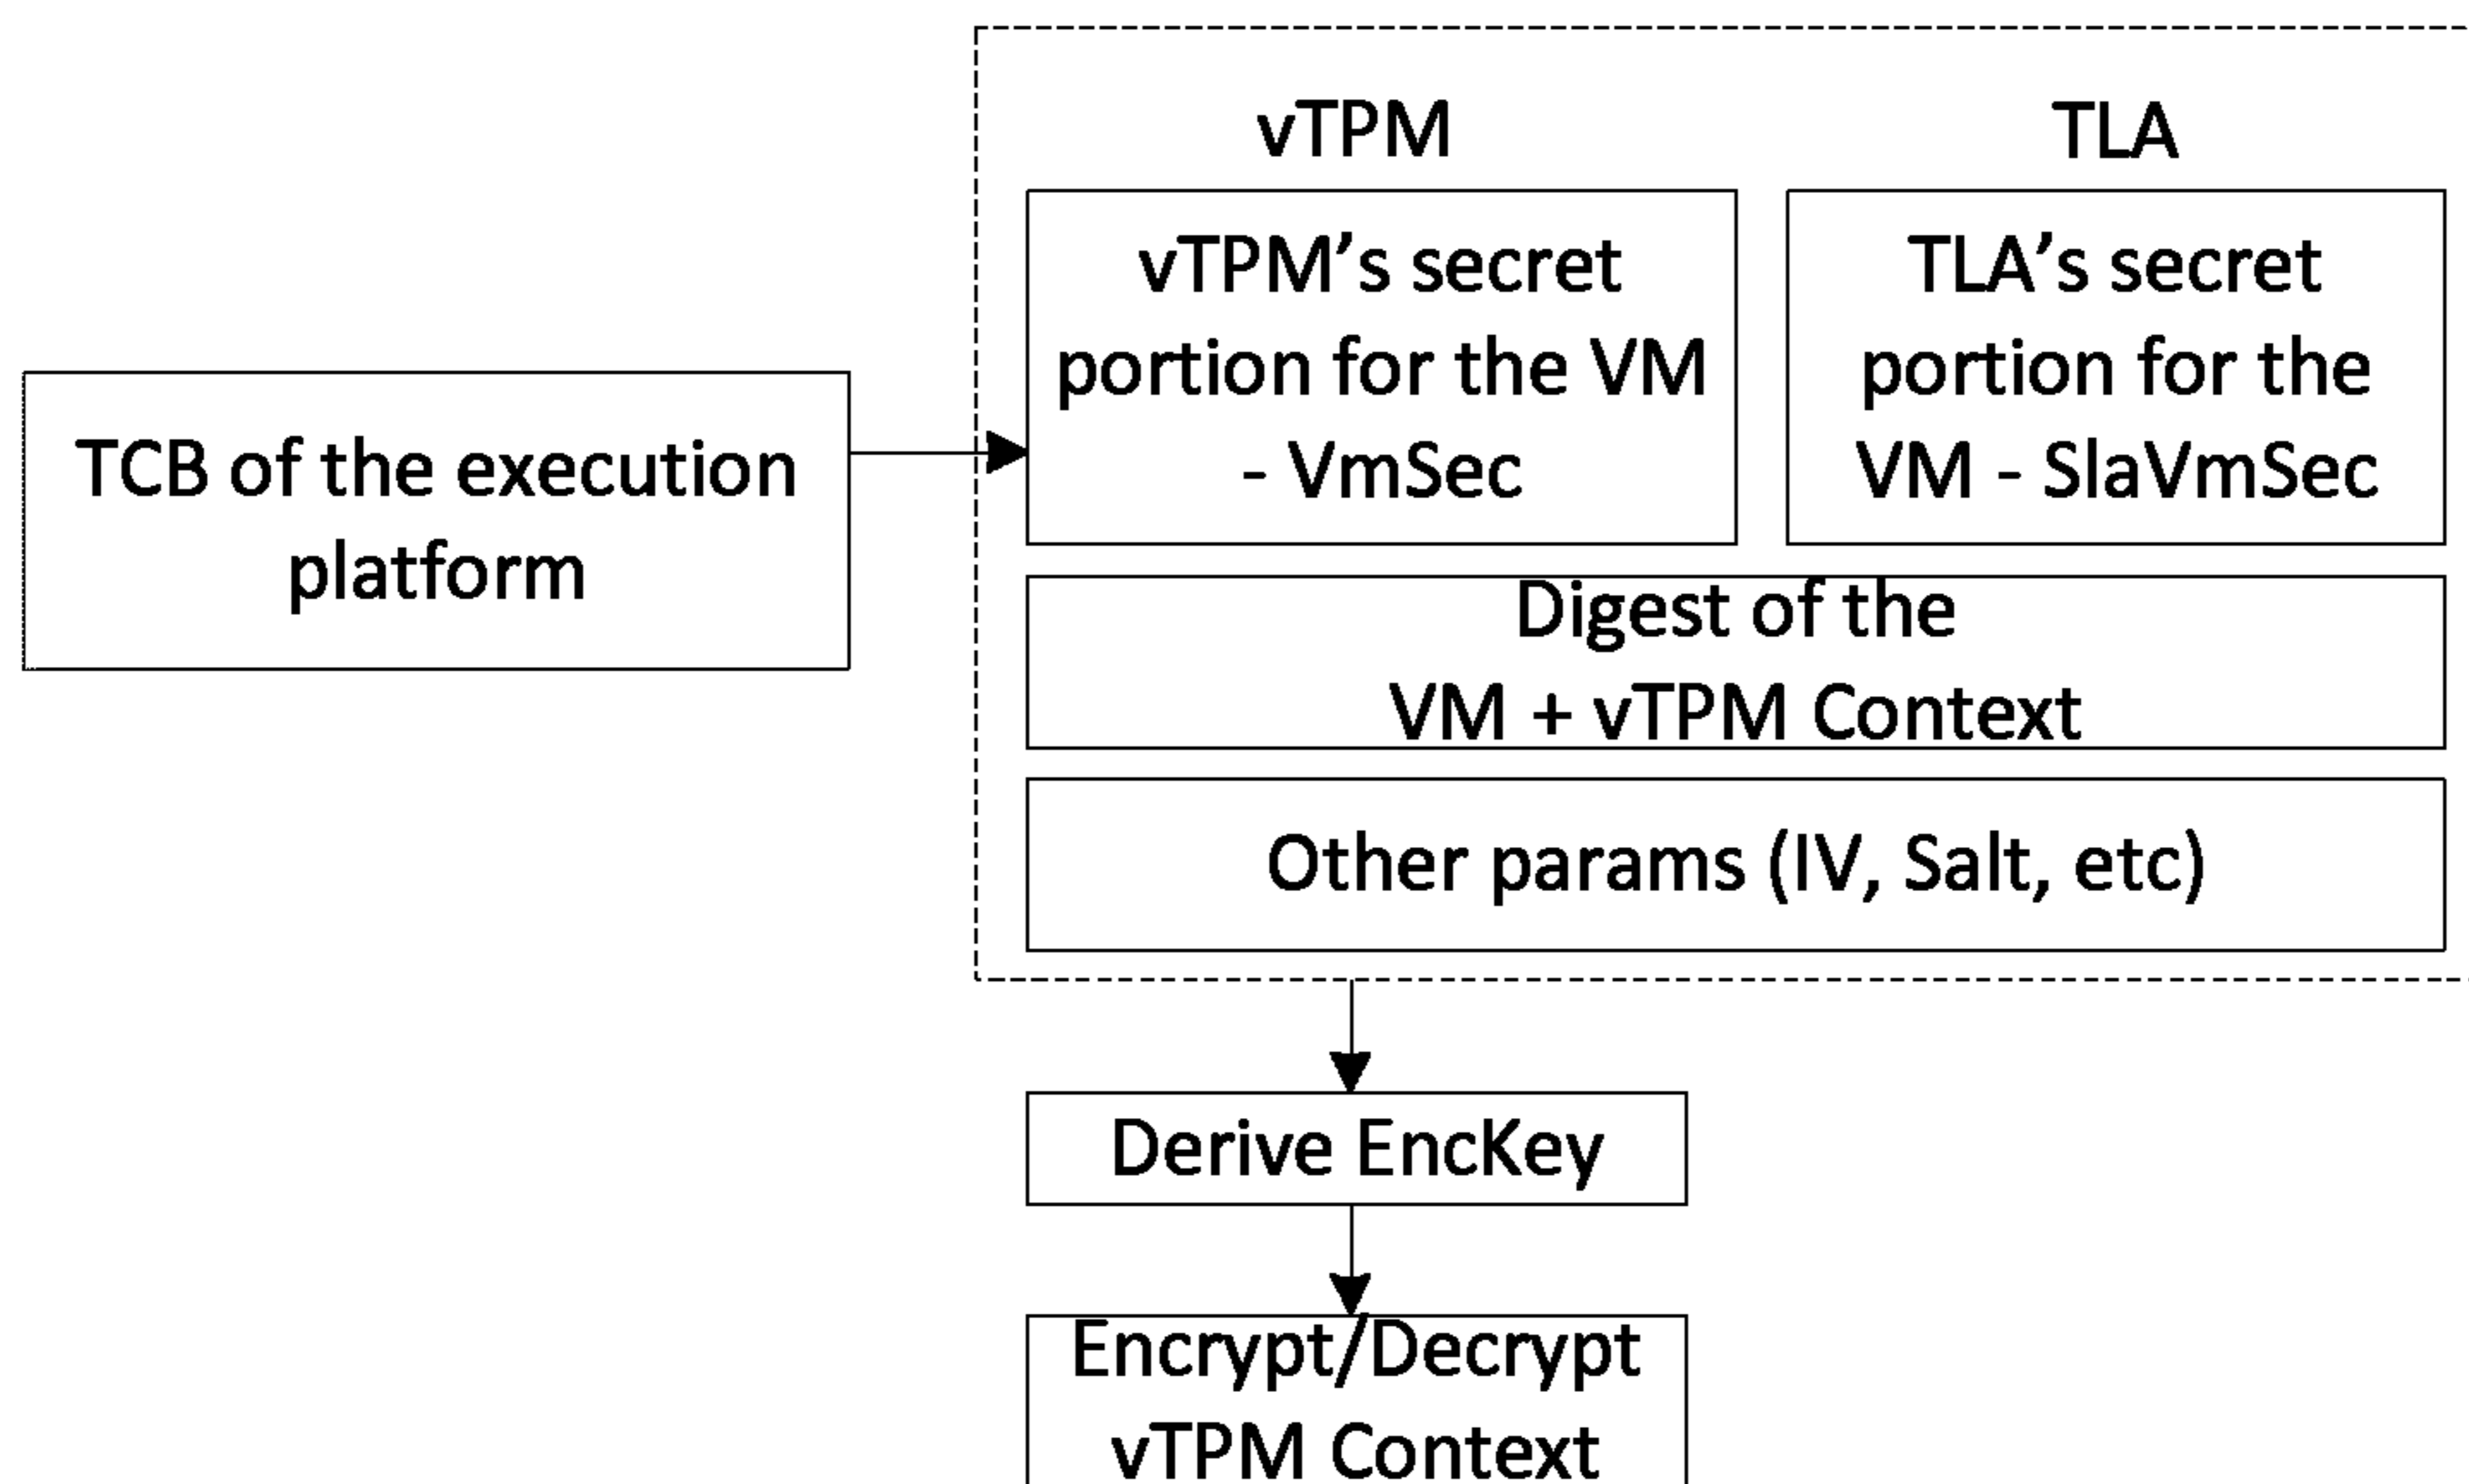 vTPM
TLA
vTPM’s secret
portion for the VM
- VmSec
TLA’s secret
portion for the
VM - SlaVmSec
TCB of the execution
platform
Digest of the
VM + vTPM Context
Other params (IV, Salt, etc)
Derive EncKey
Encrypt/Decrypt
vTPM Context